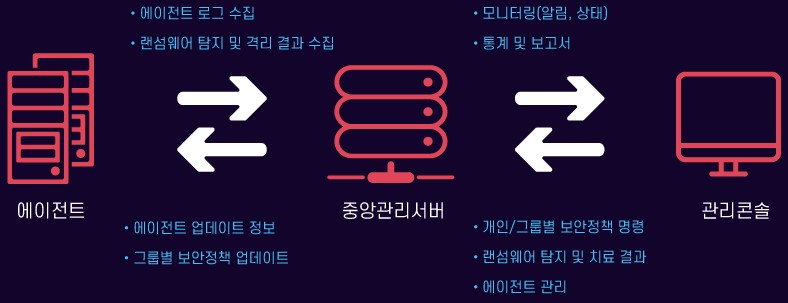 • 에이전트 로그 수집
• 랜섬웨어 탐지 및 격리 결과 수집
• 모니터링(알림, 상태)
• 통계 및 보고서
에이전트
중앙관리서버
관리콘솔
• 에이전트 업데이트 정보
• 그룹별 보안정책 업데이트
• 개인/그룹별 보안정책 명령
• 랜섬웨어 탐지 및 치료 결과
• 에이전트 관리